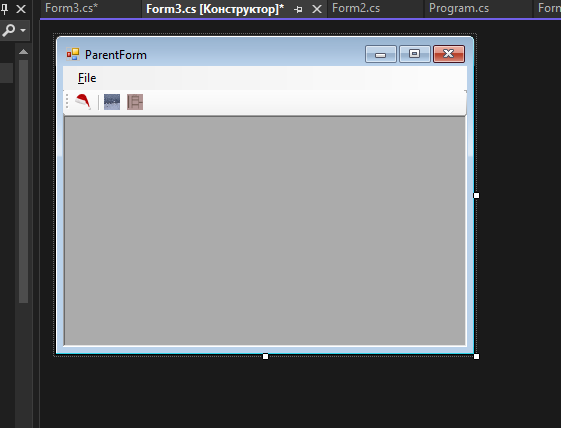 Form3.cs*
Form3.cs [Конструктор]*
Form2.cs
Program.cs
Form
ParentForm
File